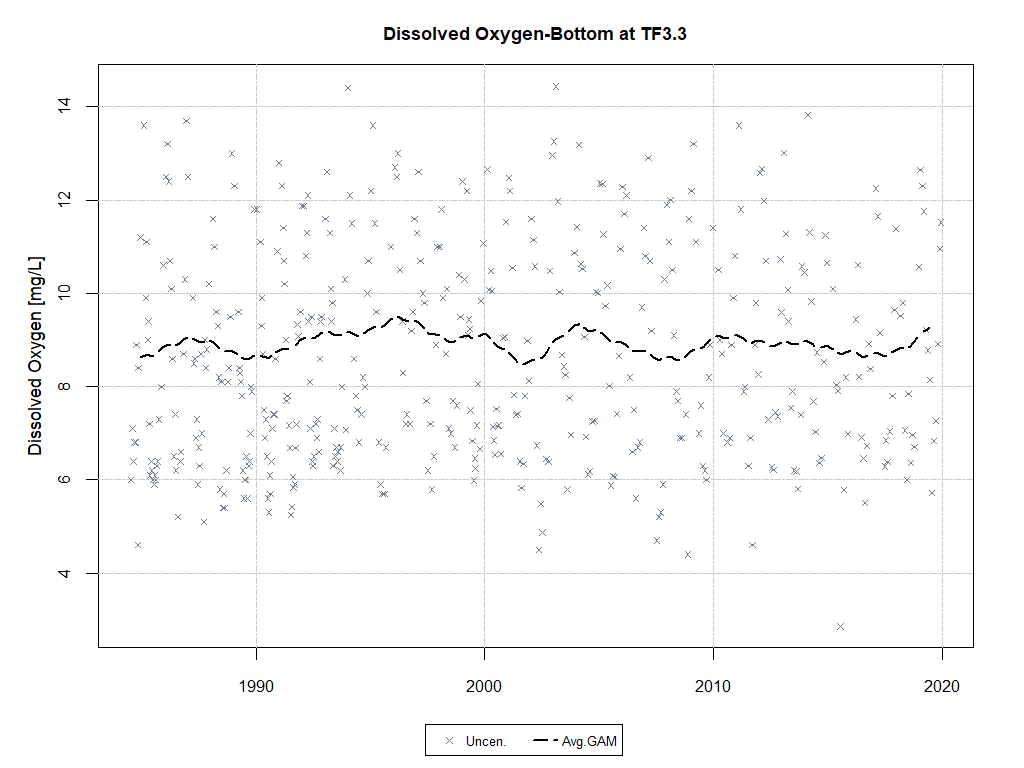 Dissolved Oxygen-Bottom at TF3.3
Dissolved Oxygen [mg/L]
14
12
10
8
6
4
1990 2000 2010 2020
Uncen. Avg.GAM